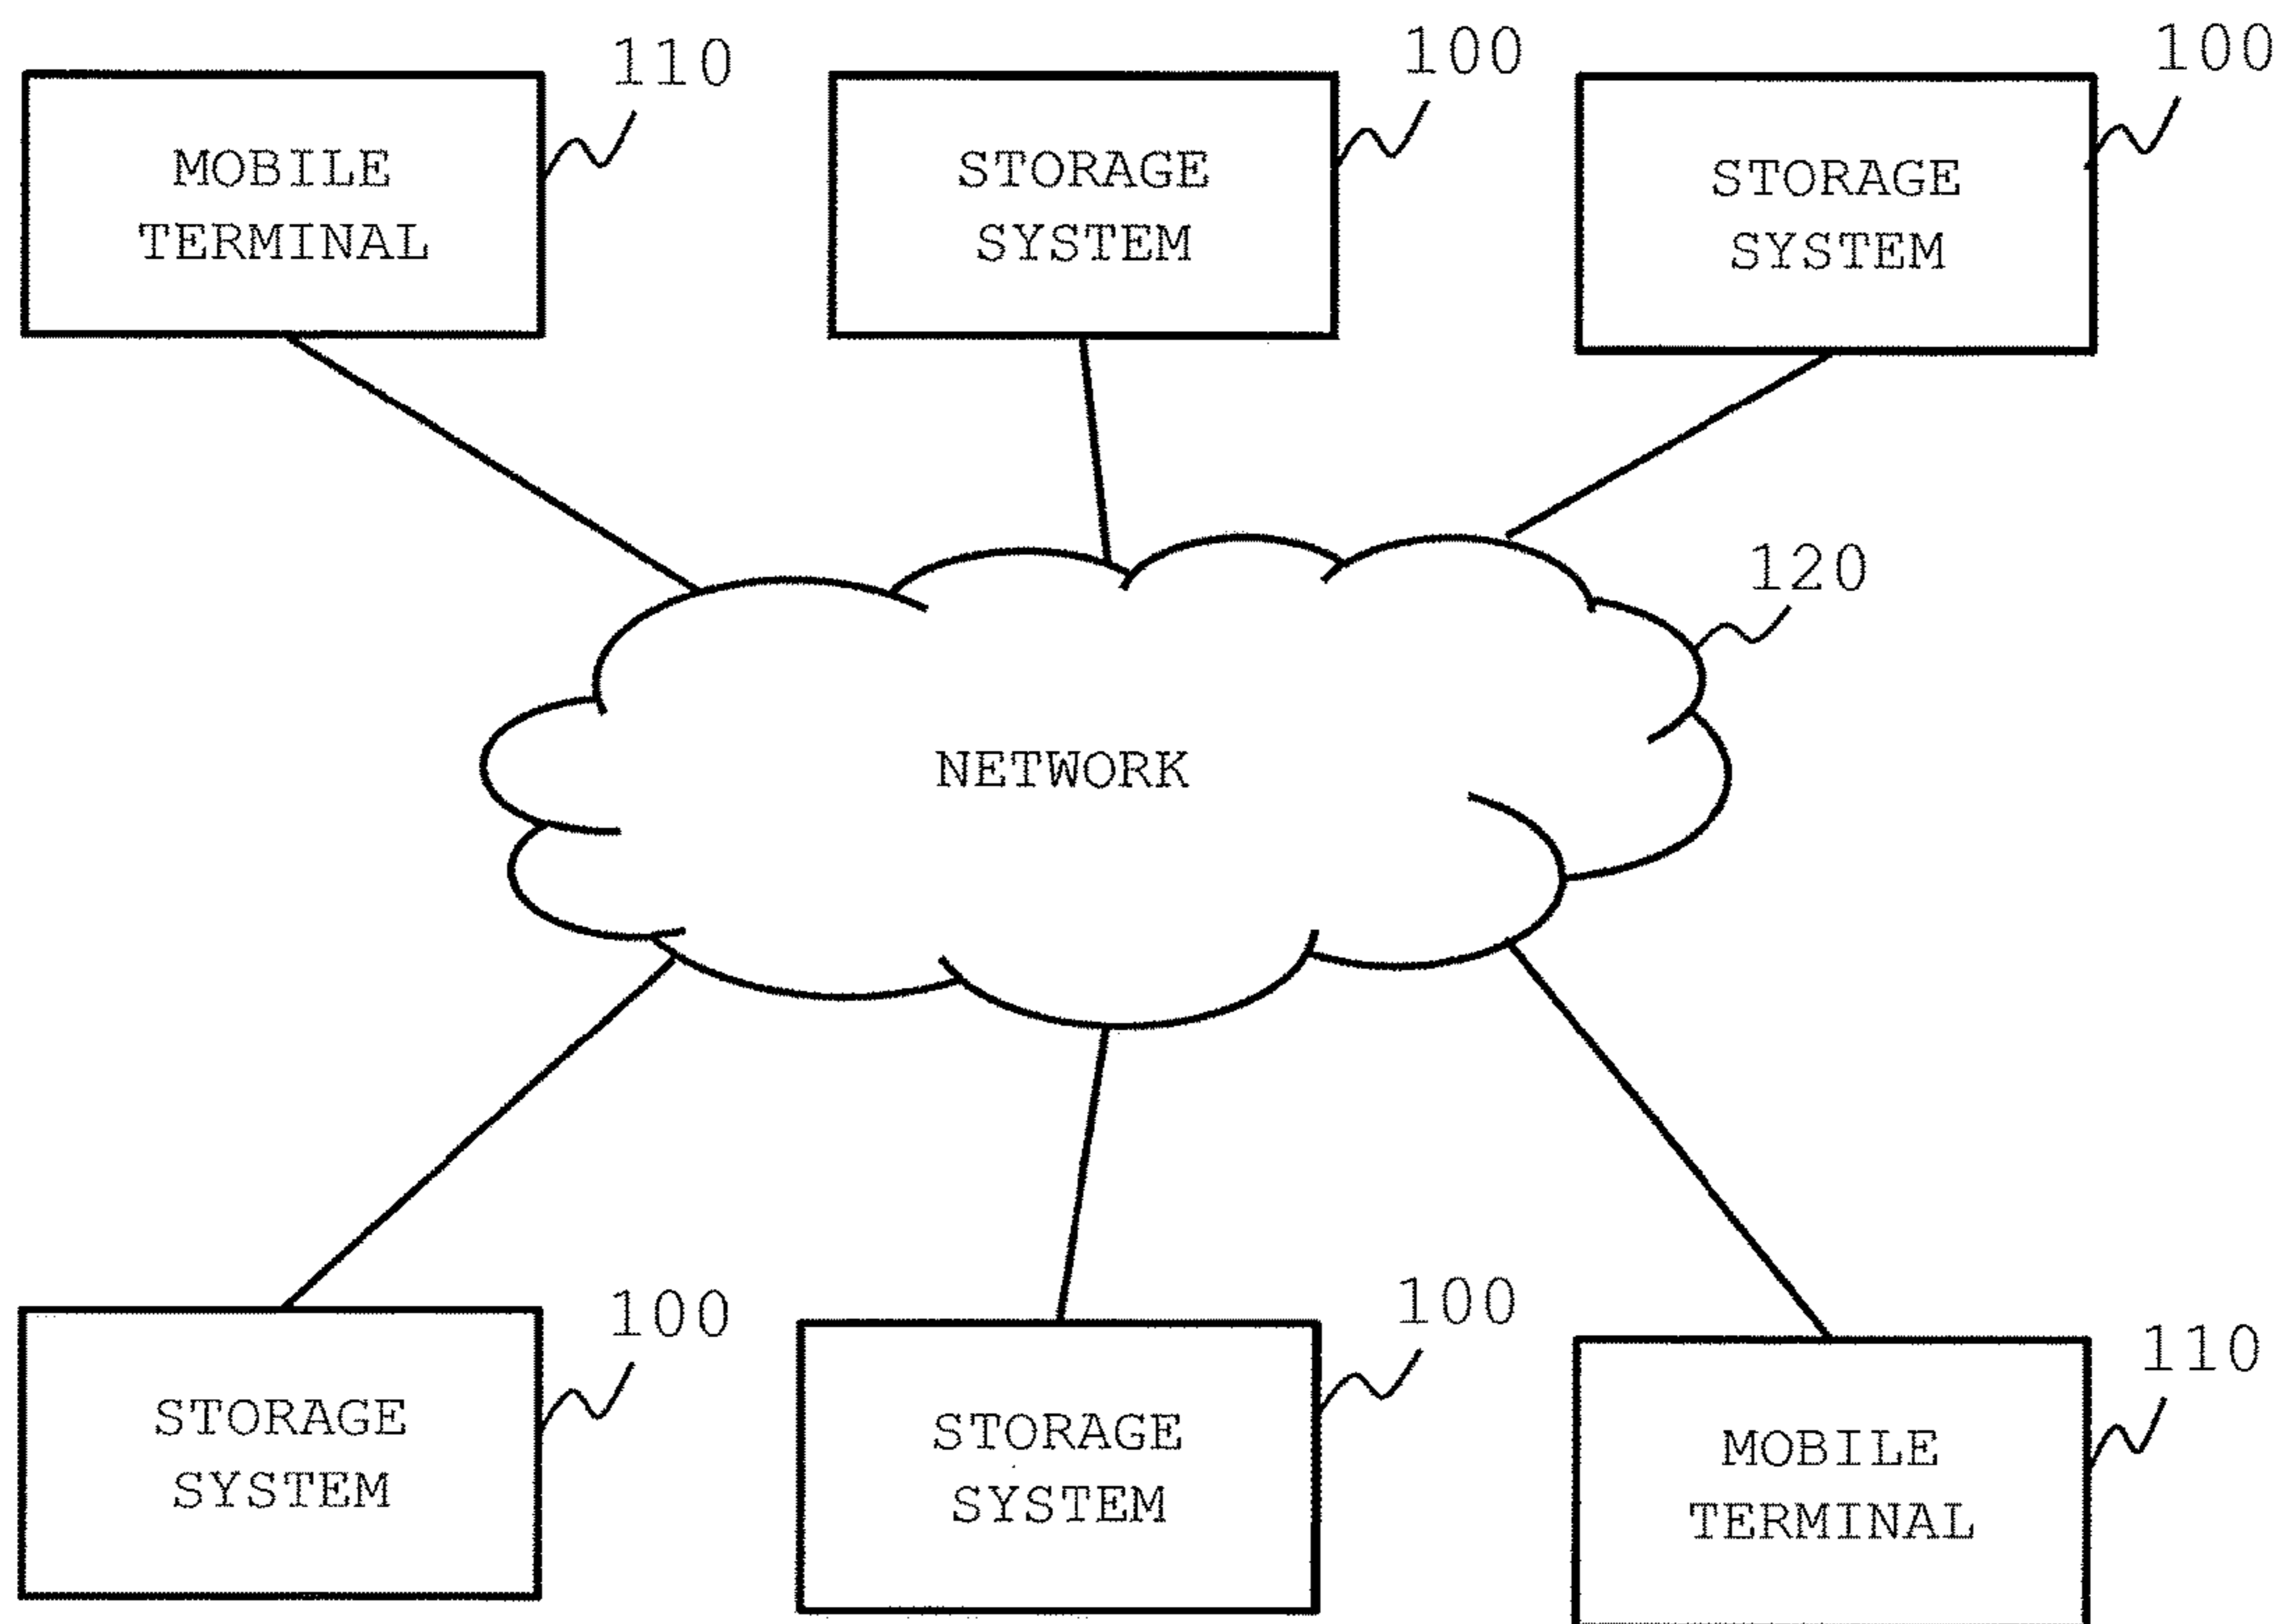 110
100
100
MOBILE
TERMINAL
STORAGE
SYSTEM
STORAGE
SYSTEM
120
NETWORK
100
100
110
STORAGE
SYSTEM
STORAGE
SYSTEM
MOBILE
TERMINAL